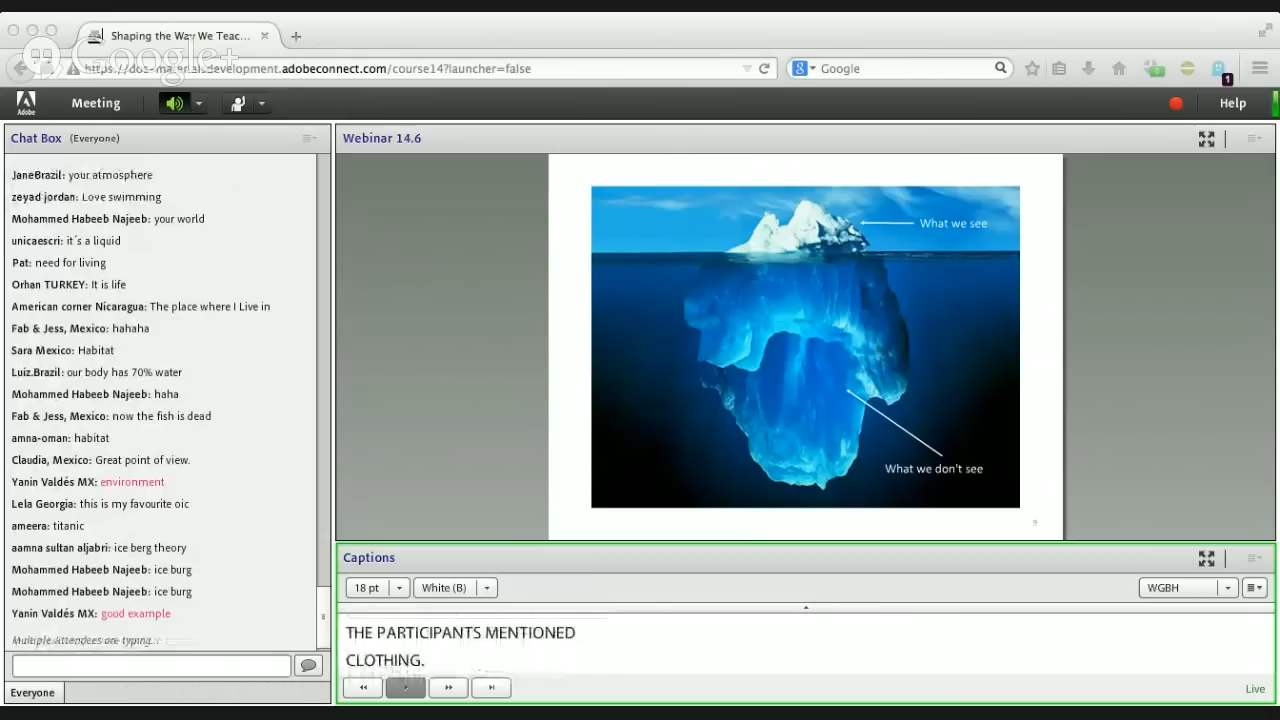 Shaping the Way We Teac...
Google+
https://dos-materialsdevelopment.adobeconnect.com/course14?launcher=false
Google
1
Adobe
Meeting
Help
Chat Box (Everyone)
JaneBrazil: your atmosphere
zeyad jordan: Love swimming
Mohammed Habeeb Najeeb: your world
unicaescri: it´s a liquid
Pat: need for living
Orhan TURKEY: It is life
American corner Nicaragua: The place where I Live in
Fab & Jess, Mexico: hahaha
Sara Mexico: Habitat
Luiz.Brazil: our body has 70% water
Mohammed Habeeb Najeeb: haha
Fab & Jess, Mexico: now the fish is dead
amna-oman: habitat
Claudia, Mexico: Great point of view.
Yanin Valdés MX: environment
Lela Georgia: this is my favourite oic
ameera: titanic
aamna sultan aljabri: ice berg theory
Mohammed Habeeb Najeeb: ice burg
Mohammed Habeeb Najeeb: ice burg
Yanin Valdés MX: good example
Multiple Attendees are typing...
Everyone
Webinar 14.6
What we see
What we don't see
9
Captions
18 pt
White (B)
WGBH
THE PARTICIPANTS MENTIONED
CLOTHING.
Live